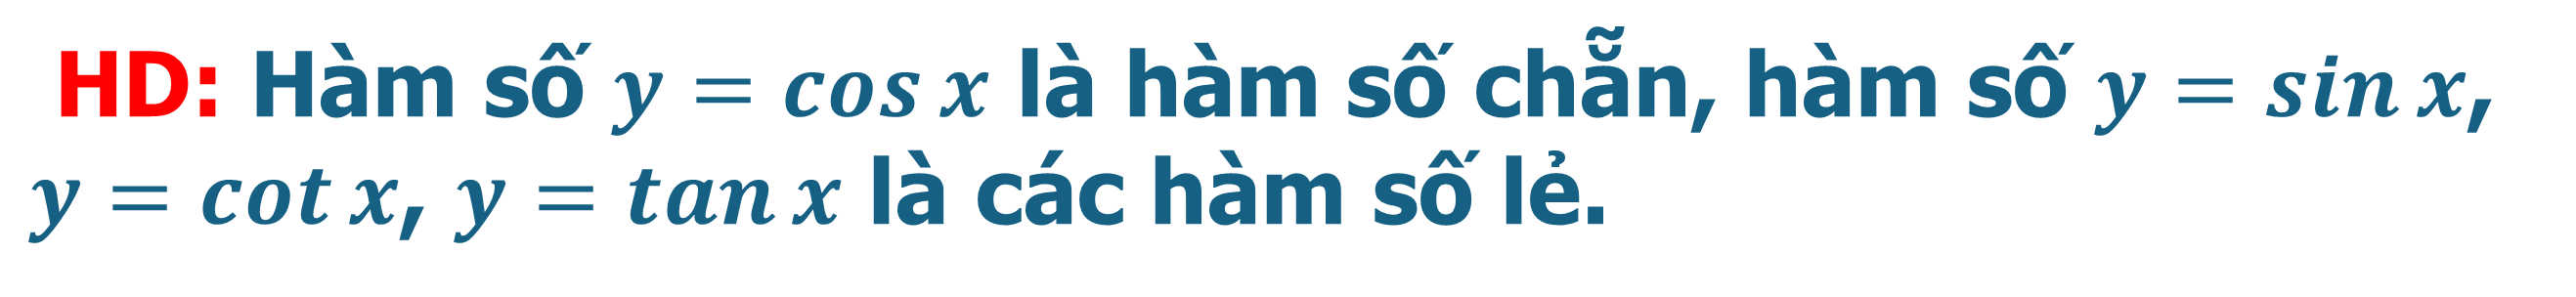 HD: Hàm số y = cos x là hàm số chẵn, hàm số y = sin x,
y = cot x, y = tan x là các hàm số lẻ.